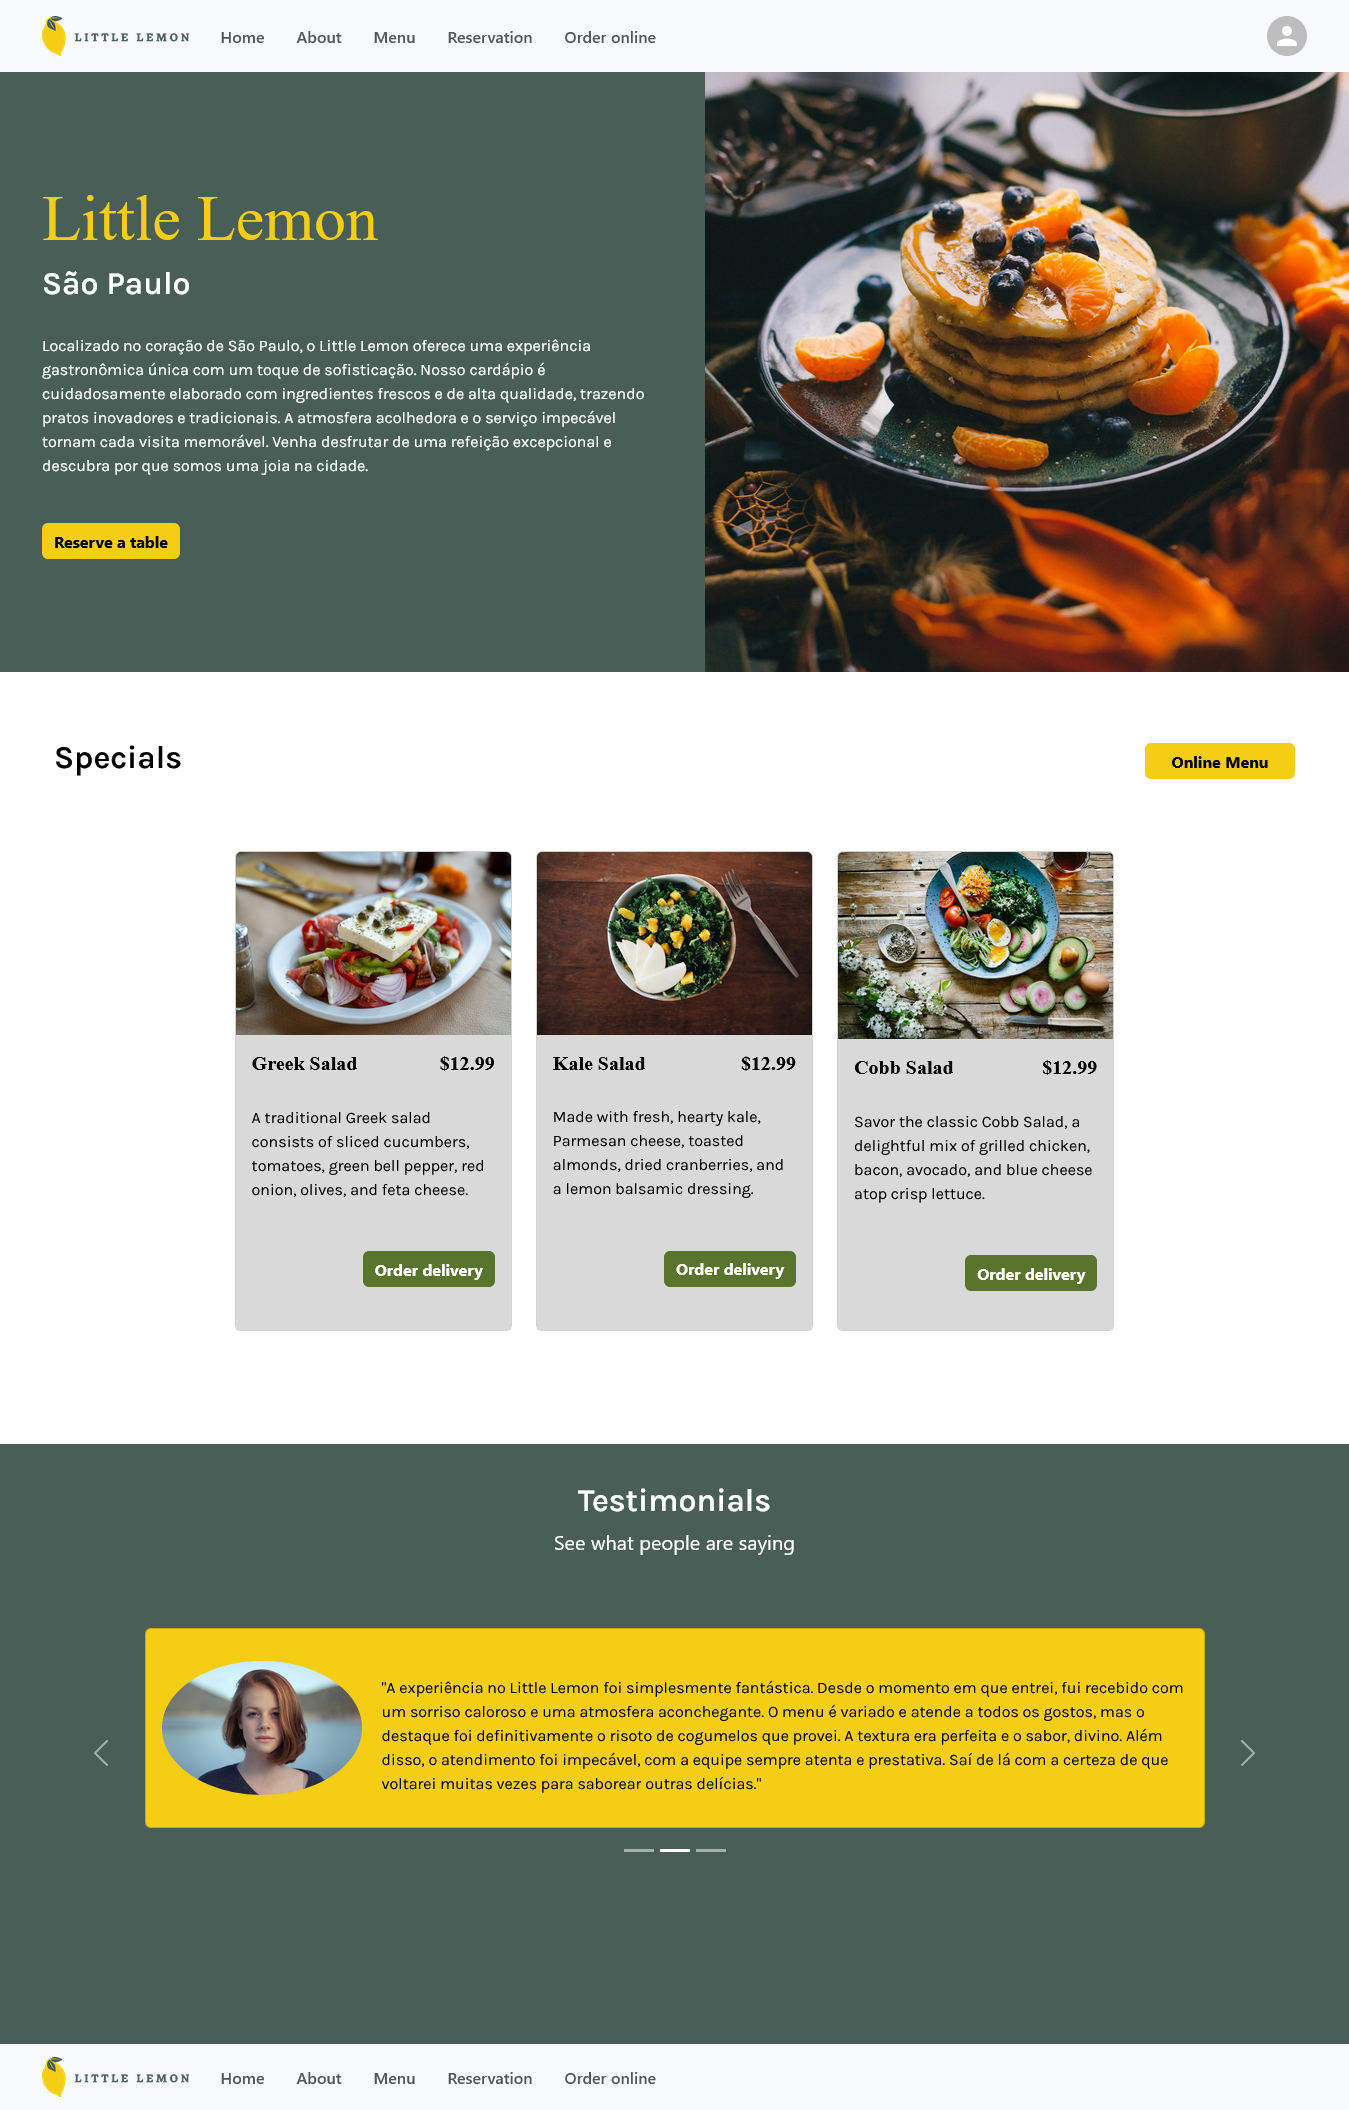 LITTLE LEMON Home About Menu Reservation Order online
Little Lemon
São Paulo
Localizado no coração de São Paulo, o Little Lemon oferece uma experiência
gastronômica única com um toque de sofisticação. Nosso cardápio é
cuidadosamente elaborado com ingredientes frescos e de alta qualidade, trazendo
pratos inovadores e tradicionais. A atmosfera acolhedora e o serviço impecável
tornam cada visita memorável. Venha desfrutar de uma refeição excepcional e
descubra por que somos uma joia na cidade.
Reserve a table
Specials
Online Menu
Greek Salad $12.99
A traditional Greek salad
consists of sliced cucumbers,
tomatoes, green bell pepper, red
onion, olives, and feta cheese.
Order delivery
Kale Salad $12.99
Made with fresh, hearty kale,
Parmesan cheese, toasted
almonds, dried cranberries, and
a lemon balsamic dressing.
Order delivery
Cobb Salad $12.99
Savor the classic Cobb Salad, a
delightful mix of grilled chicken,
bacon, avocado, and blue cheese
atop crisp lettuce.
Order delivery
Testimonials
See what people are saying
"A experiência no Little Lemon foi simplesmente fantástica. Desde o momento em que entrei, fui recebido com
um sorriso caloroso e uma atmosfera aconchegante. O menu é variado e atende a todos os gostos, mas o
destaque foi definitivamente o risoto de cogumelos que provei. A textura era perfeita e o sabor, divino. Além
disso, o atendimento foi impecável, com a equipe sempre atenta e prestativa. Saí de lá com a certeza de que
voltarei muitas vezes para saborear outras delícias."
LITTLE LEMON Home About Menu Reservation Order online